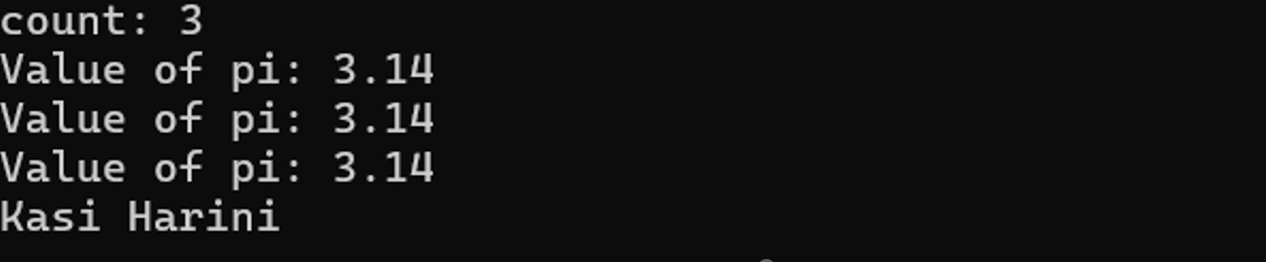 count: 3
Value of pi: 3.14
Value of pi: 3.14
Value of pi: 3.14
Kasi Harini